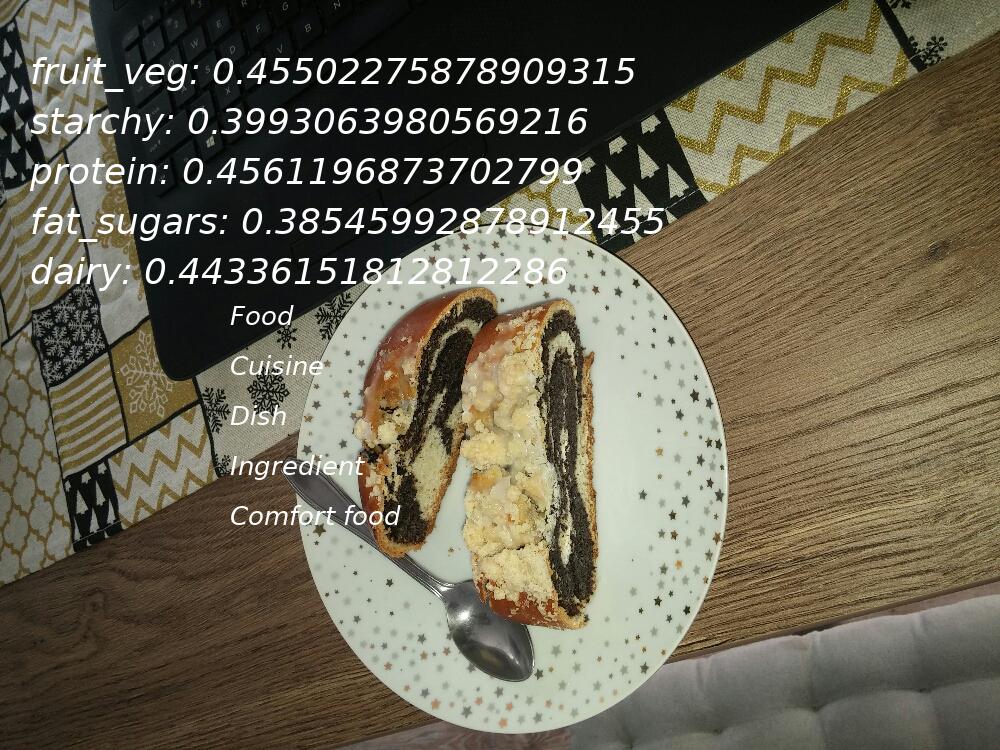 fruit_veg: 0.45502275878909315
starchy: 0.3993063980569216
protein: 0.4561196873702799
fat_sugars: 0.38545992878912455
dairy: 0.44336151812812286
Food
Cuisine
Dish
Ingredient
Comfort food